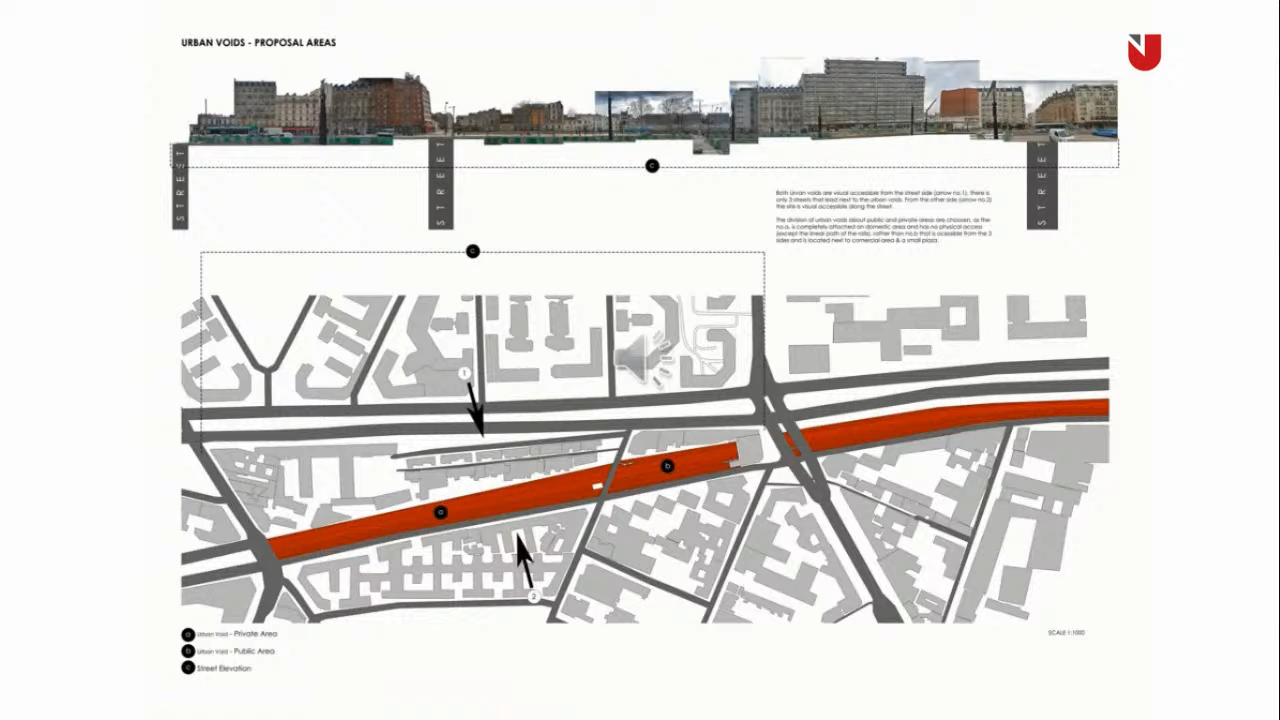 URBAN VOIDS - PROPOSAL AREAS
STREET
STREET
STREET
c
Both urvan voids are visual accessible from the street side (arrow no.1), there is
only 3 streets that lead next to the urban voids. From the other side (arrow no.2)
the site is visual accessible along the street.
The division of urban voids about public and private areas are choosen, as the
no.a. is completely attatched on domestic area and has no physical access
(except the linear path of the rails), rather than no.b that is acessible from the 3
sides and is located next to comercial area & a small plaza.
c
1
b
a
2
a Urban Void - Private Area
b Urban Void - Public Area
c Street Elevation
SCALE 1:1000